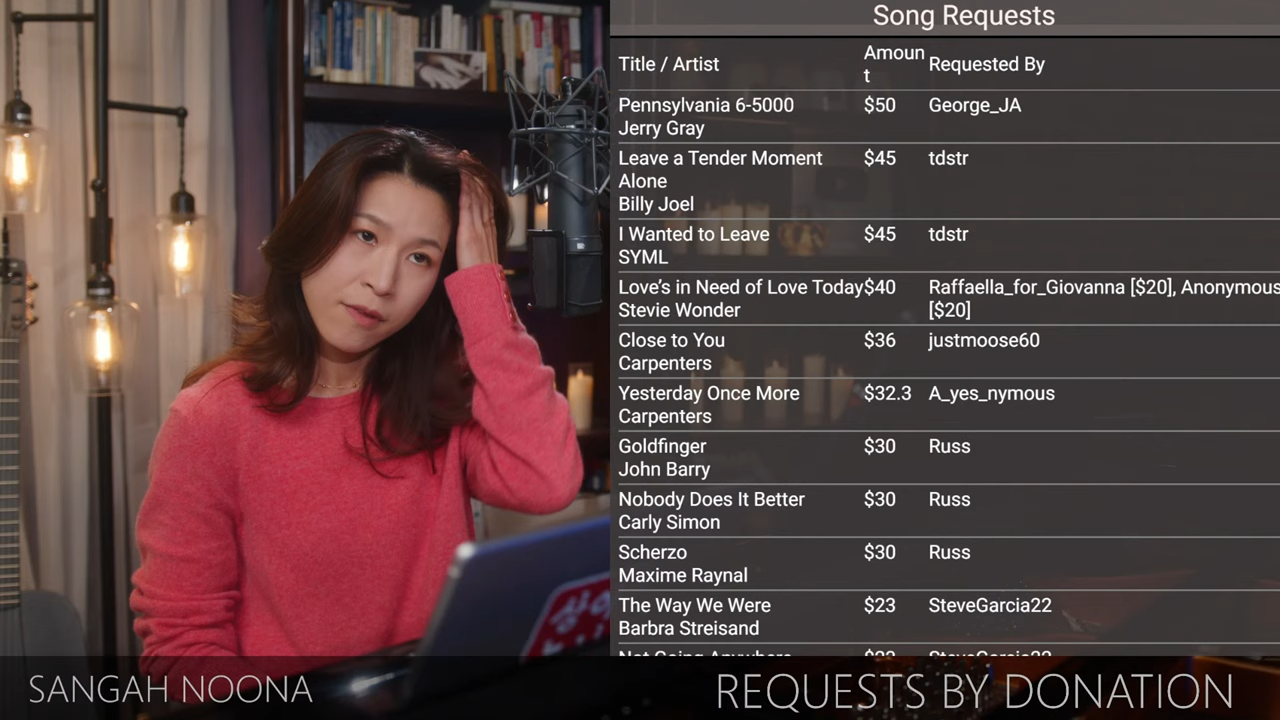 Song Requests
Title / Artist
Amoun
t
Requested By
Pennsylvania 6-5000
Jerry Gray
$50
George_JA
Leave a Tender Moment
Alone
Billy Joel
$45
tdstr
I Wanted to Leave
SYML
$45
tdstr
Love's in Need of Love Today
Stevie Wonder
$40
Raffaella_for_Giovanna [$20], Anonymous
[$20]
Close to You
Carpenters
$36
justmoose60
Yesterday Once More
Carpenters
$32.3
A_yes_nymous
Goldfinger
John Barry
$30
Russ
Nobody Does It Better
Carly Simon
$30
Russ
Scherzo
Maxime Raynal
$30
Russ
The Way We Were
Barbra Streisand
$23
SteveGarcia22
SANGAH NOONA
REQUESTS BY DONATION